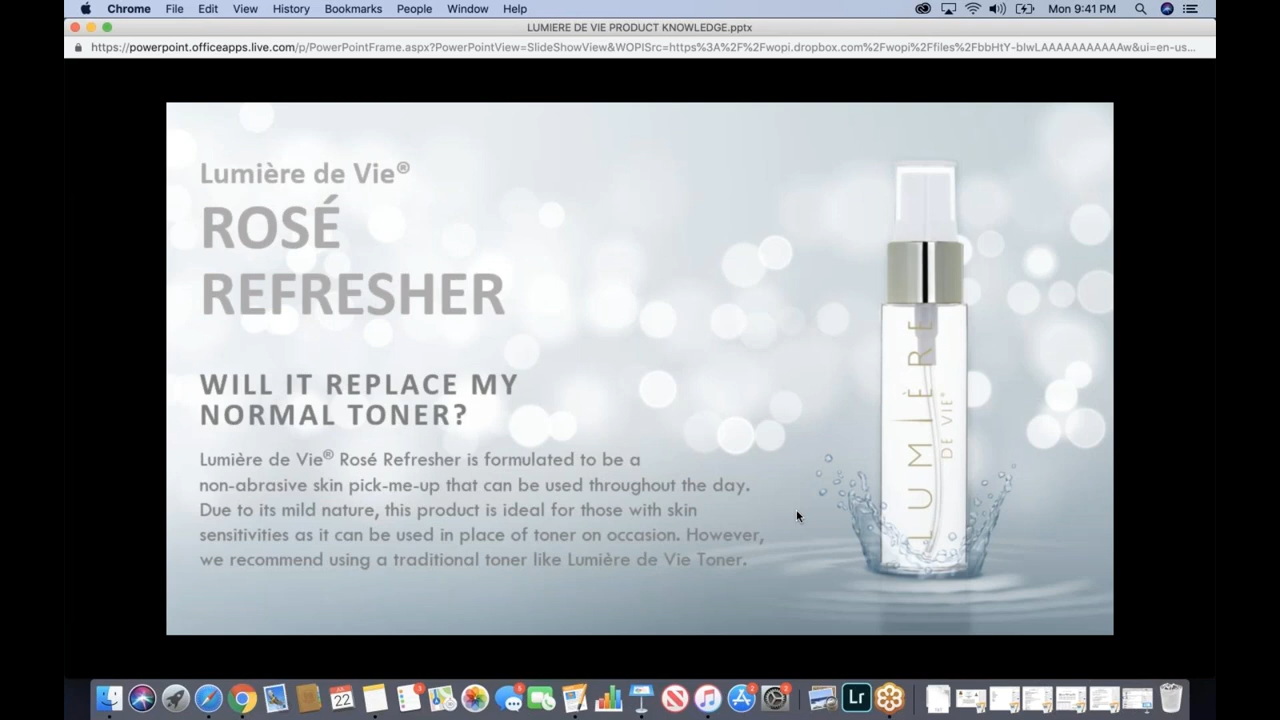 Chrome File Edit View History Bookmarks People Window Help Mon 9:41 PM
LUMIERE DE VIE PRODUCT KNOWLEDGE.pptx
https://powerpoint.officeapps.live.com/p/PowerPointFrame.aspx?PowerPointView=SlideShowView&WOPISrc=https%3A%2F%2Fwopi.dropbox.com%2Fwopi%2Ffiles%2FbbHtY-blwLAAAAAAAAAAAw&ui=en-us...
Lumière de Vie®
ROSÉ
REFRESHER
WILL IT REPLACE MY
NORMAL TONER?
Lumière de Vie® Rosé Refresher is formulated to be a
non-abrasive skin pick-me-up that can be used throughout the day.
Due to its mild nature, this product is ideal for those with skin
sensitivities as it can be used in place of toner on occasion. However,
we recommend using a traditional toner like Lumière de Vie Toner.
LUMIÈRE
DE VIE®
22
Lr